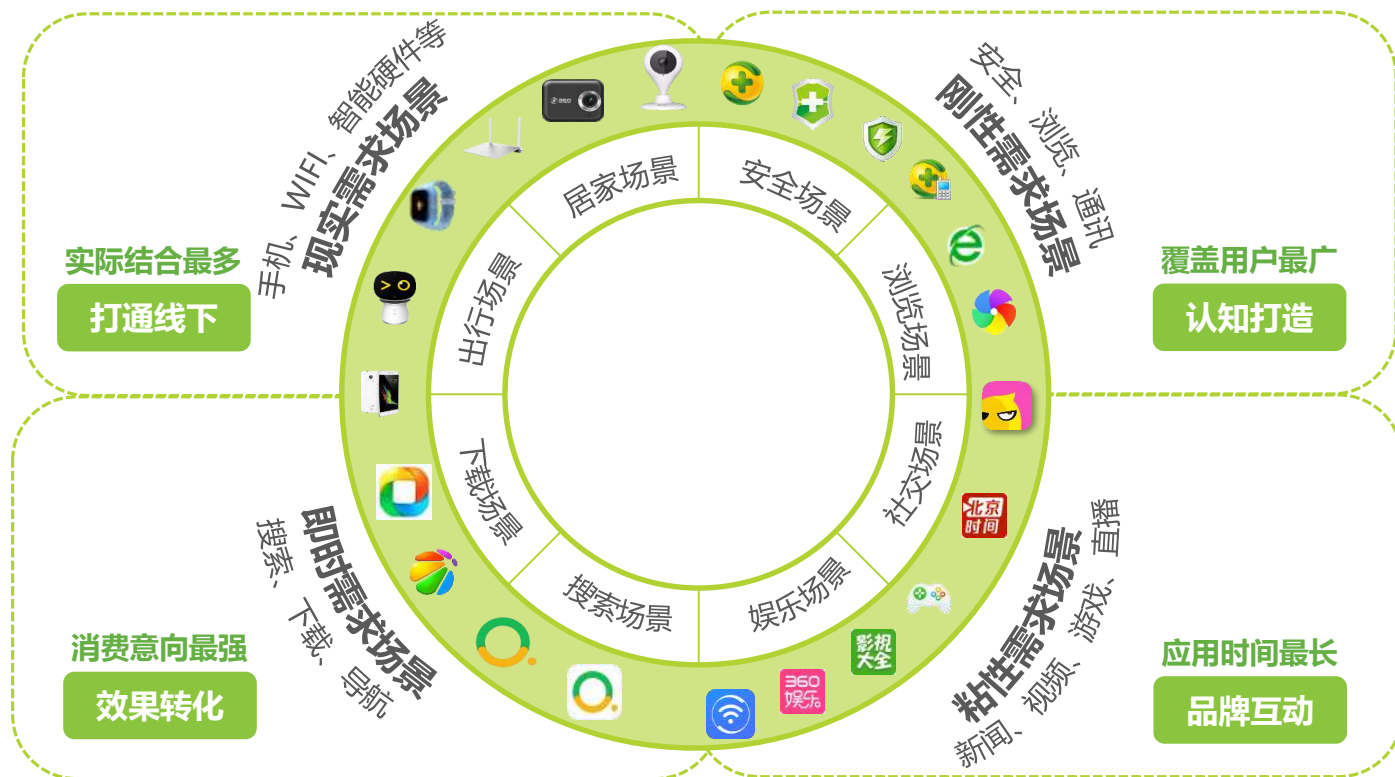 手机、WIFI、智能硬件等
现实需求场景
实际结合最多
打通线下
安全、浏览、通讯
刚性需求场景
覆盖用户最广
认知打造
居家场景
安全场景
出行场景
浏览场景
下载场景
社交场景
搜索场景
娱乐场景
即时需求场景
搜索、下载、导航
消费意向最强
效果转化
粘性需求场景
新闻、视频、游戏、直播
应用时间最长
品牌互动
北京
时间
影视
大全
360
娱乐